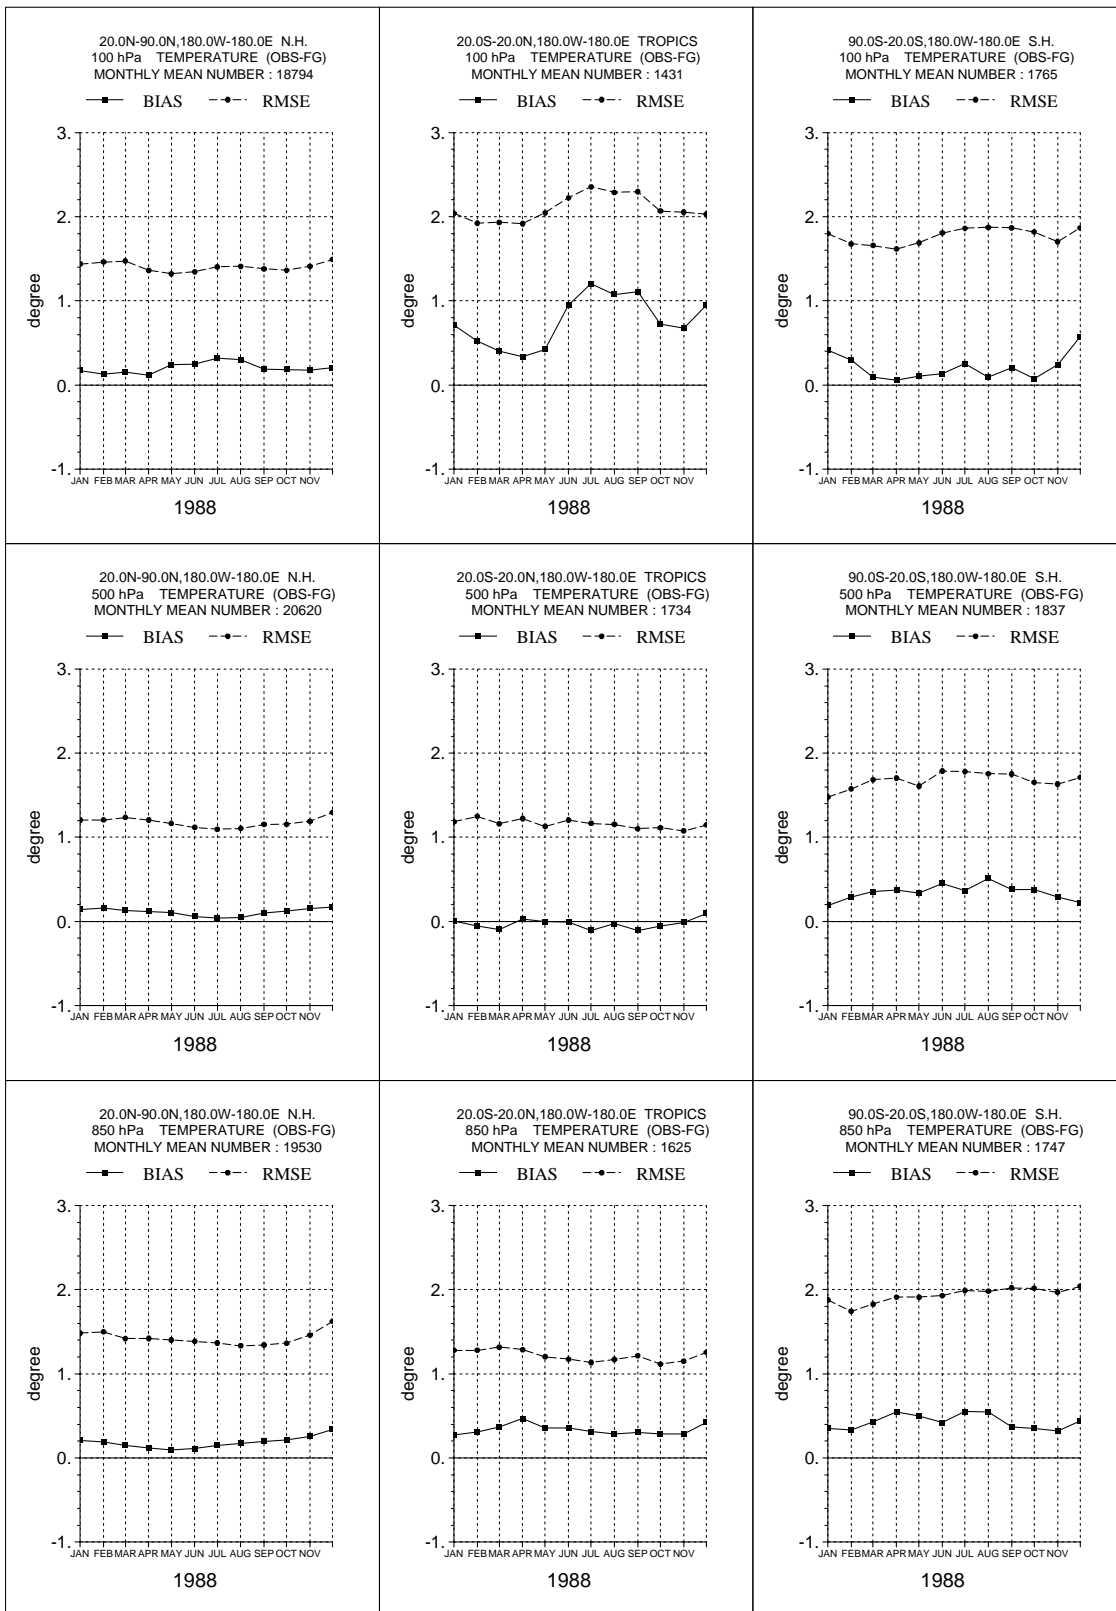 20.0N-90.0N,180.0W-180.0E N.H.
100 hPa TEMPERATURE (OBS-FG)
MONTHLY MEAN NUMBER : 18794
BIAS RMSE
3.
2.
1.
0.
-1.
degree
JAN FEB MAR APR MAY JUN JUL AUG SEP OCT NOV
1988
20.0S-20.0N,180.0W-180.0E TROPICS
100 hPa TEMPERATURE (OBS-FG)
MONTHLY MEAN NUMBER : 1431
BIAS RMSE
3.
2.
1.
0.
-1.
degree
JAN FEB MAR APR MAY JUN JUL AUG SEP OCT NOV
1988
90.0S-20.0S,180.0W-180.0E S.H.
100 hPa TEMPERATURE (OBS-FG)
MONTHLY MEAN NUMBER : 1765
BIAS RMSE
3.
2.
1.
0.
-1.
degree
JAN FEB MAR APR MAY JUN JUL AUG SEP OCT NOV
1988
20.0N-90.0N,180.0W-180.0E N.H.
500 hPa TEMPERATURE (OBS-FG)
MONTHLY MEAN NUMBER : 20620
BIAS RMSE
3.
2.
1.
0.
-1.
degree
JAN FEB MAR APR MAY JUN JUL AUG SEP OCT NOV
1988
20.0S-20.0N,180.0W-180.0E TROPICS
500 hPa TEMPERATURE (OBS-FG)
MONTHLY MEAN NUMBER : 1734
BIAS RMSE
3.
2.
1.
0.
-1.
degree
JAN FEB MAR APR MAY JUN JUL AUG SEP OCT NOV
1988
90.0S-20.0S,180.0W-180.0E S.H.
500 hPa TEMPERATURE (OBS-FG)
MONTHLY MEAN NUMBER : 1837
BIAS RMSE
3.
2.
1.
0.
-1.
degree
JAN FEB MAR APR MAY JUN JUL AUG SEP OCT NOV
1988
20.0N-90.0N,180.0W-180.0E N.H.
850 hPa TEMPERATURE (OBS-FG)
MONTHLY MEAN NUMBER : 19530
BIAS RMSE
3.
2.
1.
0.
-1.
degree
JAN FEB MAR APR MAY JUN JUL AUG SEP OCT NOV
1988
20.0S-20.0N,180.0W-180.0E TROPICS
850 hPa TEMPERATURE (OBS-FG)
MONTHLY MEAN NUMBER : 1625
BIAS RMSE
3.
2.
1.
0.
-1.
degree
JAN FEB MAR APR MAY JUN JUL AUG SEP OCT NOV
1988
90.0S-20.0S,180.0W-180.0E S.H.
850 hPa TEMPERATURE (OBS-FG)
MONTHLY MEAN NUMBER : 1747
BIAS RMSE
3.
2.
1.
0.
-1.
degree
JAN FEB MAR APR MAY JUN JUL AUG SEP OCT NOV
1988